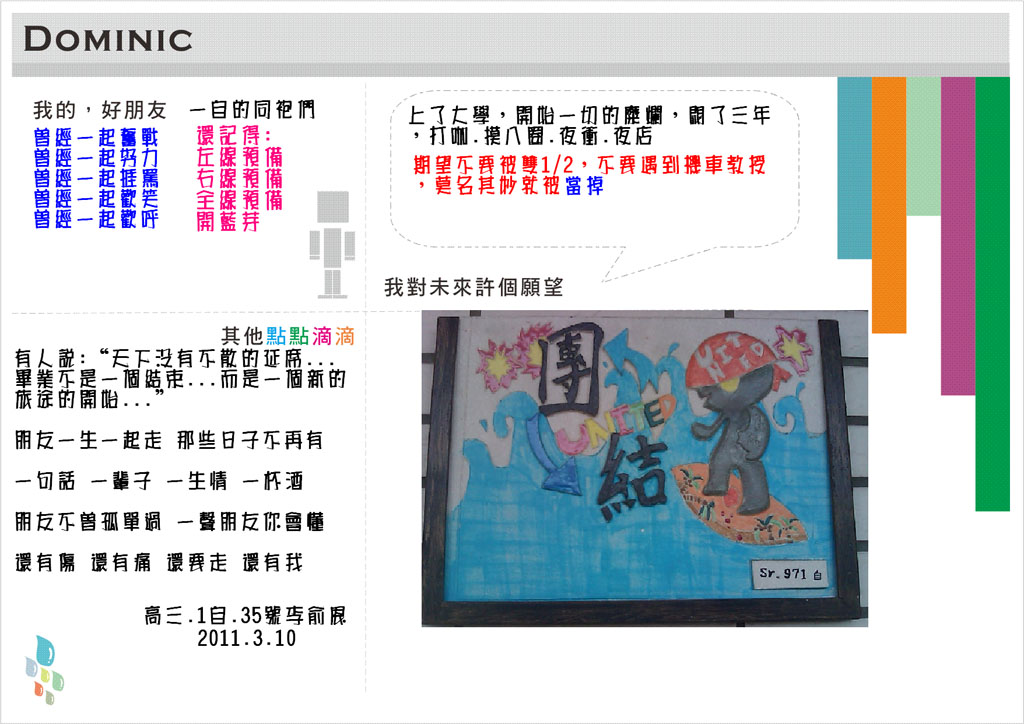 DOMINIC
我的，好朋友
一自的同袍們
曾經一起奮戰
曾經一起努力
曾經一起捱罵
曾經一起歡笑
曾經一起歡呼
還記得:
左線預備
右線預備
全線預備
開藍芽
上了大學，開始一切的糜爛，關了三年
，打咖.摸八圈.夜衝.夜店
期望不要被雙1/2，不要遇到機車教授
，莫名其妙就被當掉
我對未來許個願望
其他點點滴滴
有人說:“天下沒有不散的延席...
畢業不是一個結束...而是一個新的
旅途的開始...”
朋友一生一起走 那些日子不再有
一句話 一輩子 一生情 一杯酒
朋友不曾孤單過 一聲朋友你會懂
還有傷 還有痛 還要走 還有我
高三.1自.35號李俞展
2011.3.10
團
UNITED
結
Sr.971 自